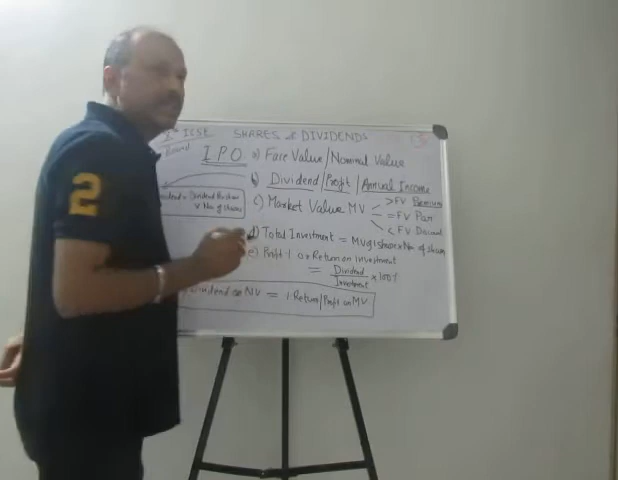 ICSE SHARES & DIVIDENDS
Board
IPO a) Face Value/Nominal Value
b) Dividend/Profit/Annual Income
Dividend = Dividend Per share
x No. of shares
c) Market Value MV
>FV Premium
=FV Par
<FV Discount
d) Total Investment = MV of 1 share x No. of shares
e) Profit % or Return on investment
= Dividend
Investment x 100%
Dividend on NV = % Return/Profit on MV
2